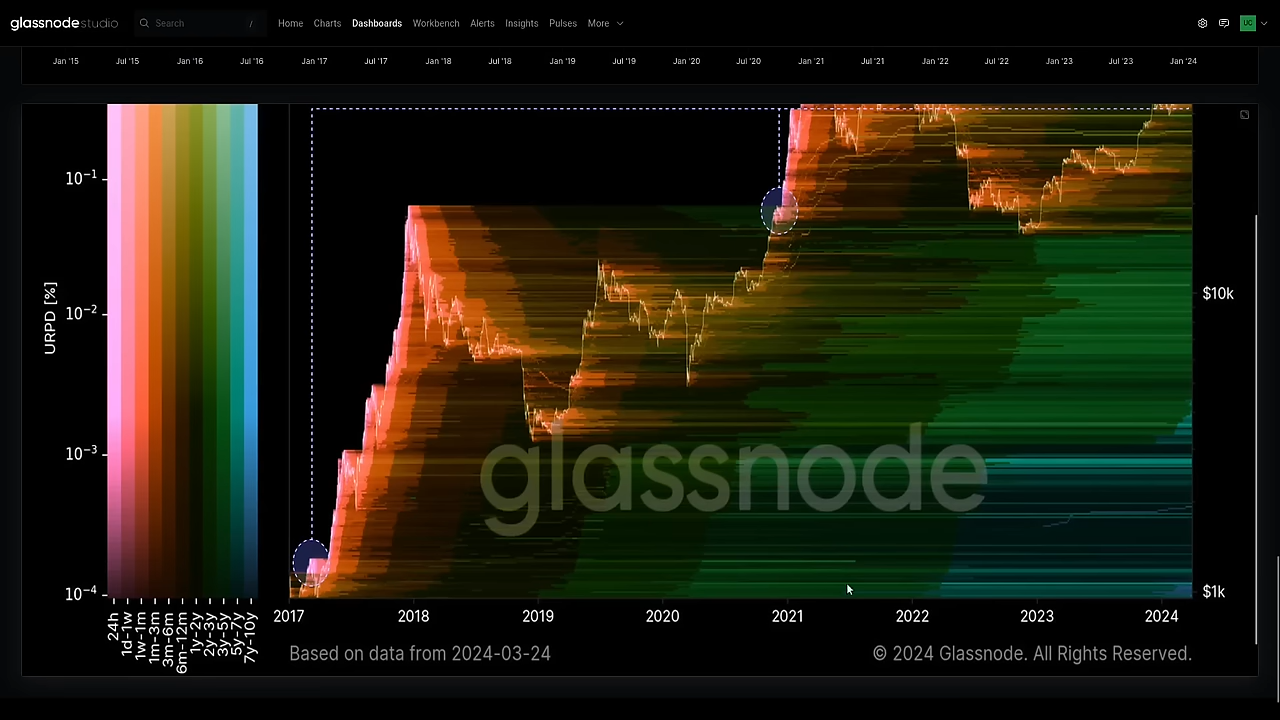 glassnode studio Search / Home Charts Dashboards Workbench Alerts Insights Pulses More UC
Jan '15 Jul '15 Jan '16 Jul '16 Jan '17 Jul '17 Jan '18 Jul '18 Jan '19 Jul '19 Jan '20 Jul '20 Jan '21 Jul '21 Jan '22 Jul '22 Jan '23 Jul '23 Jan '24
URPD [%]
10⁻¹
10⁻²
10⁻³
10⁻⁴
24h
1d-1w
1w-1m
1m-3m
3m-6m
6m-12m
1y-2y
2y-3y
3y-5y
5y-7y
7y-10y
glassnode
$10k
$1k
2017 2018 2019 2020 2021 2022 2023 2024
Based on data from 2024-03-24
© 2024 Glassnode. All Rights Reserved.